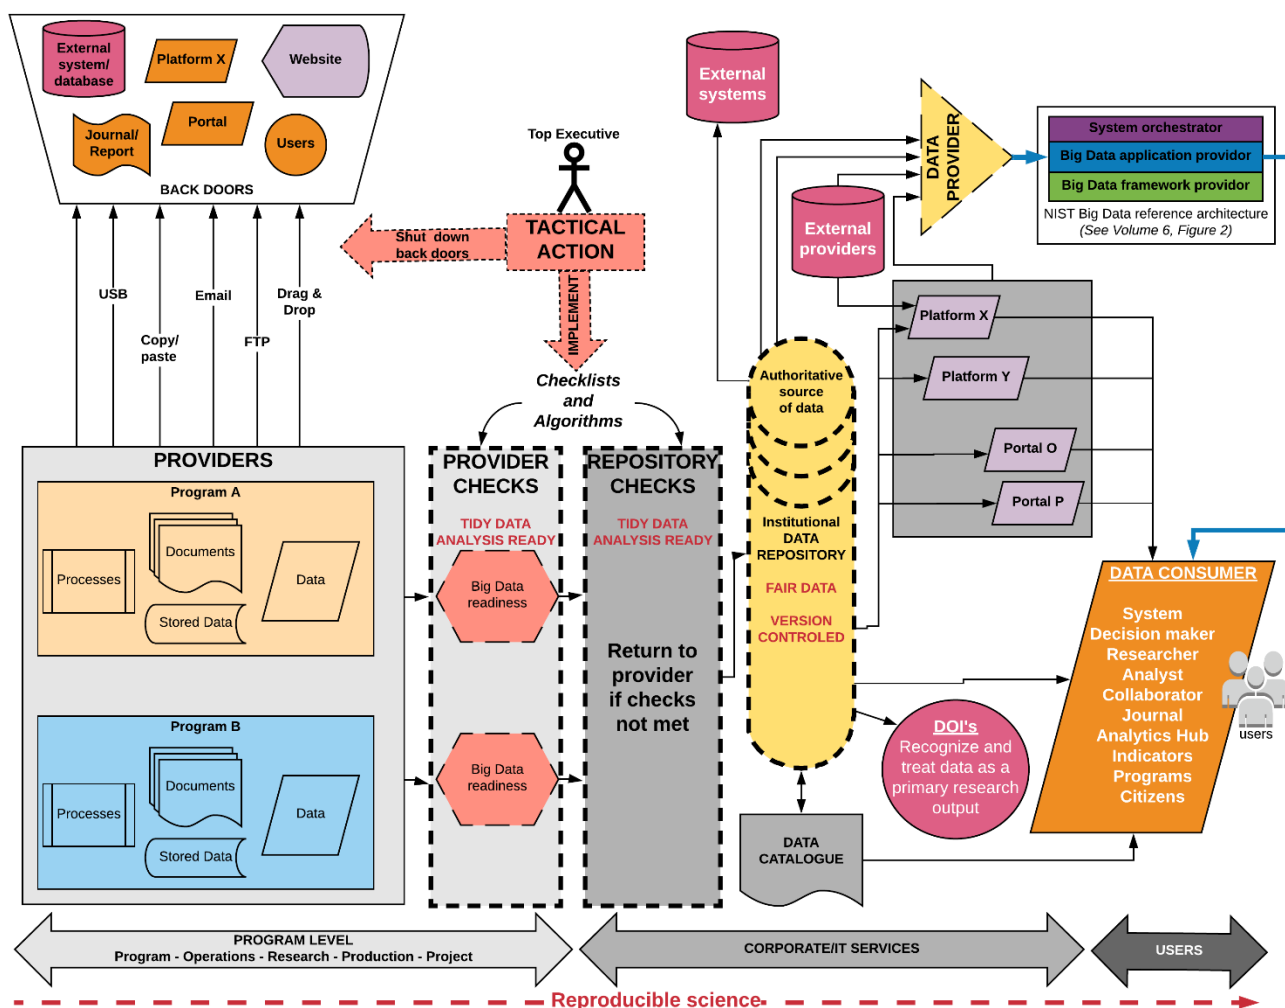 External
system/
database
Platform X
Website
Journal/
Report
Portal
Users
BACK DOORS
USB
Copy/
paste
Email
FTP
Drag &
Drop
Top Executive
TACTICAL
ACTION
Shut down
back doors
IMPLEMENT
Checklists
and
Algorithms
External
systems
External
providers
DATA
PROVIDER
System orchestrator
Big Data application provider
Big Data framework providor
NIST Big Data reference architecture
(See Volume 6, Figure 2)
PROVIDERS
Program A
Processes
Documents
Stored Data
Data
Program B
Processes
Documents
Stored Data
Data
PROVIDER
CHECKS
TIDY DATA
ANALYSIS READY
Big Data
readiness
Big Data
readiness
REPOSITORY
CHECKS
TIDY DATA
ANALYSIS READY
Return to
provider
if checks
not met
Authoritative
source
of data
Institutional
DATA
REPOSITORY
FAIR DATA
VERSION
CONTROLED
Platform X
Platform Y
Portal O
Portal P
DOI's
Recognize and
treat data as a
primary research
output
DATA
CATALOGUE
DATA CONSUMER
System
Decision maker
Researcher
Analyst
Collaborator
Journal
Analytics Hub
Indicators
Programs
Citizens
users
PROGRAM LEVEL
Program - Operations - Research - Production - Project
CORPORATE/IT SERVICES
USERS
Reproducible science